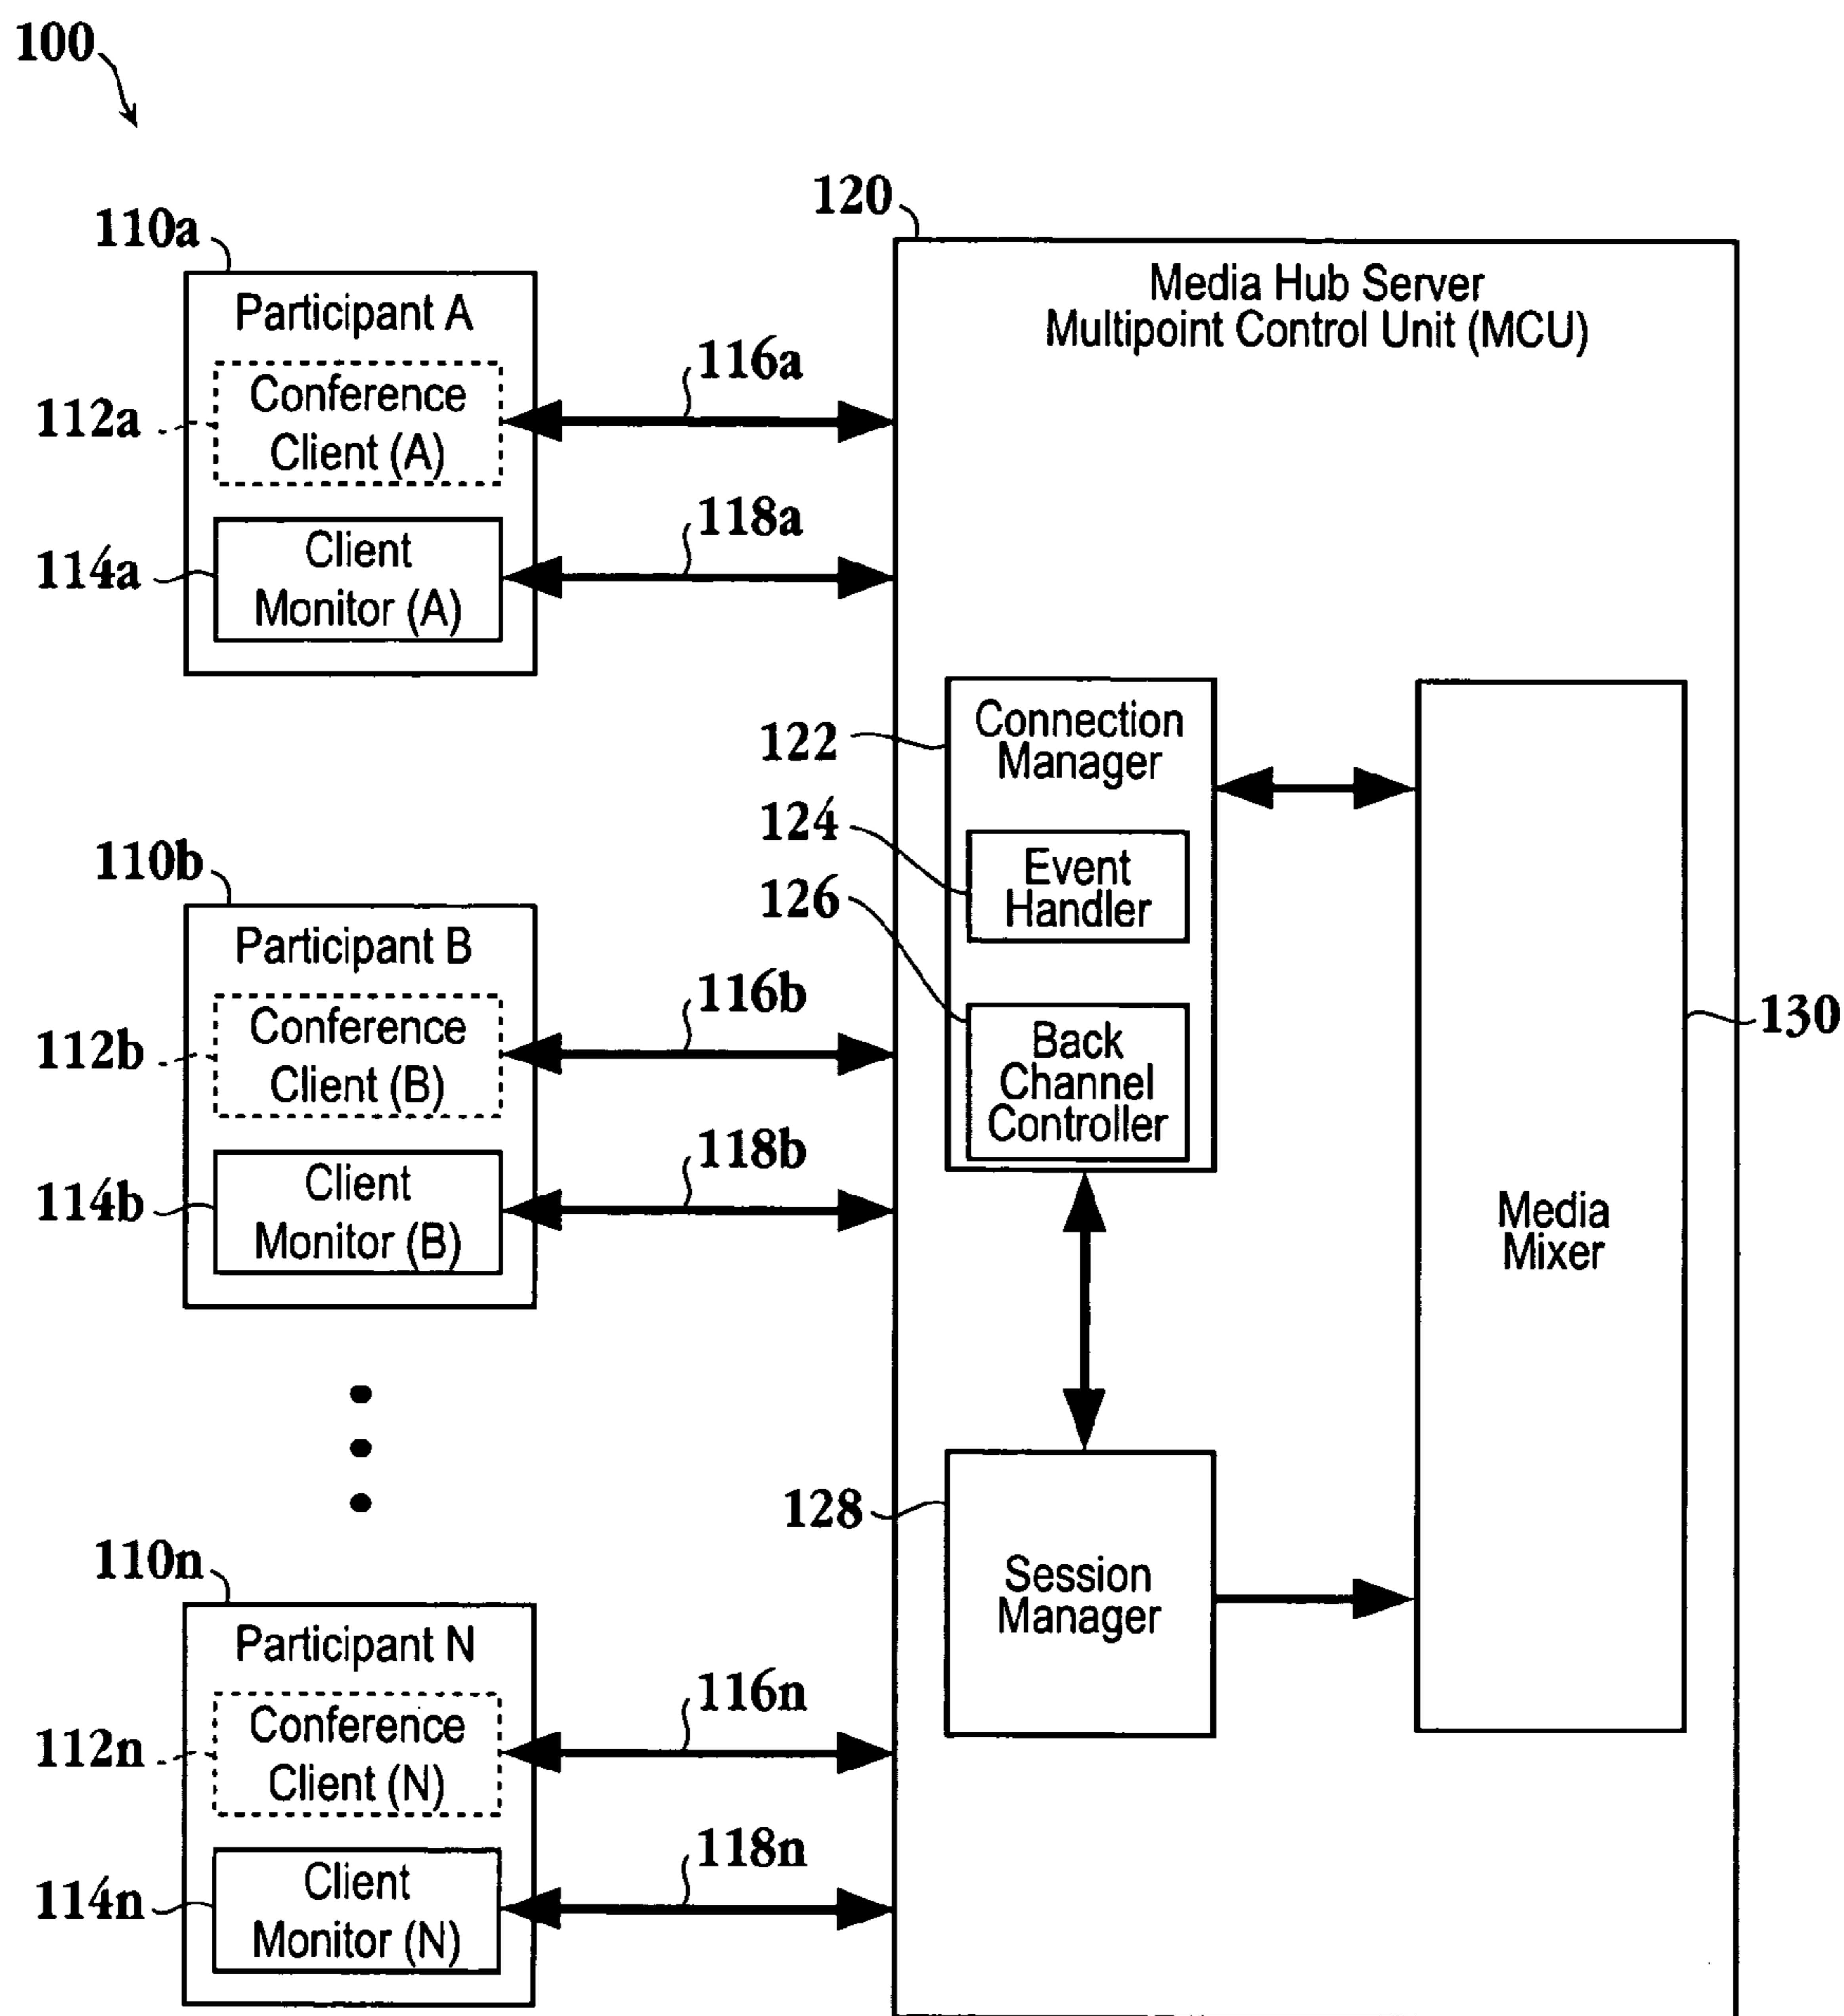 100
120
110a
Participant A
Conference
Client (A)
112a
Client
Monitor (A)
114a
116a
118a
Media Hub Server
Multipoint Control Unit (MCU)
122
Connection
Manager
124
Event
Handler
126
Back
Channel
Controller
110b
Participant B
Conference
Client (B)
112b
Client
Monitor (B)
114b
116b
118b
130
Media
Mixer
128
Session
Manager
110n
Participant N
Conference
Client (N)
112n
Client
Monitor (N)
114n
116n
118n